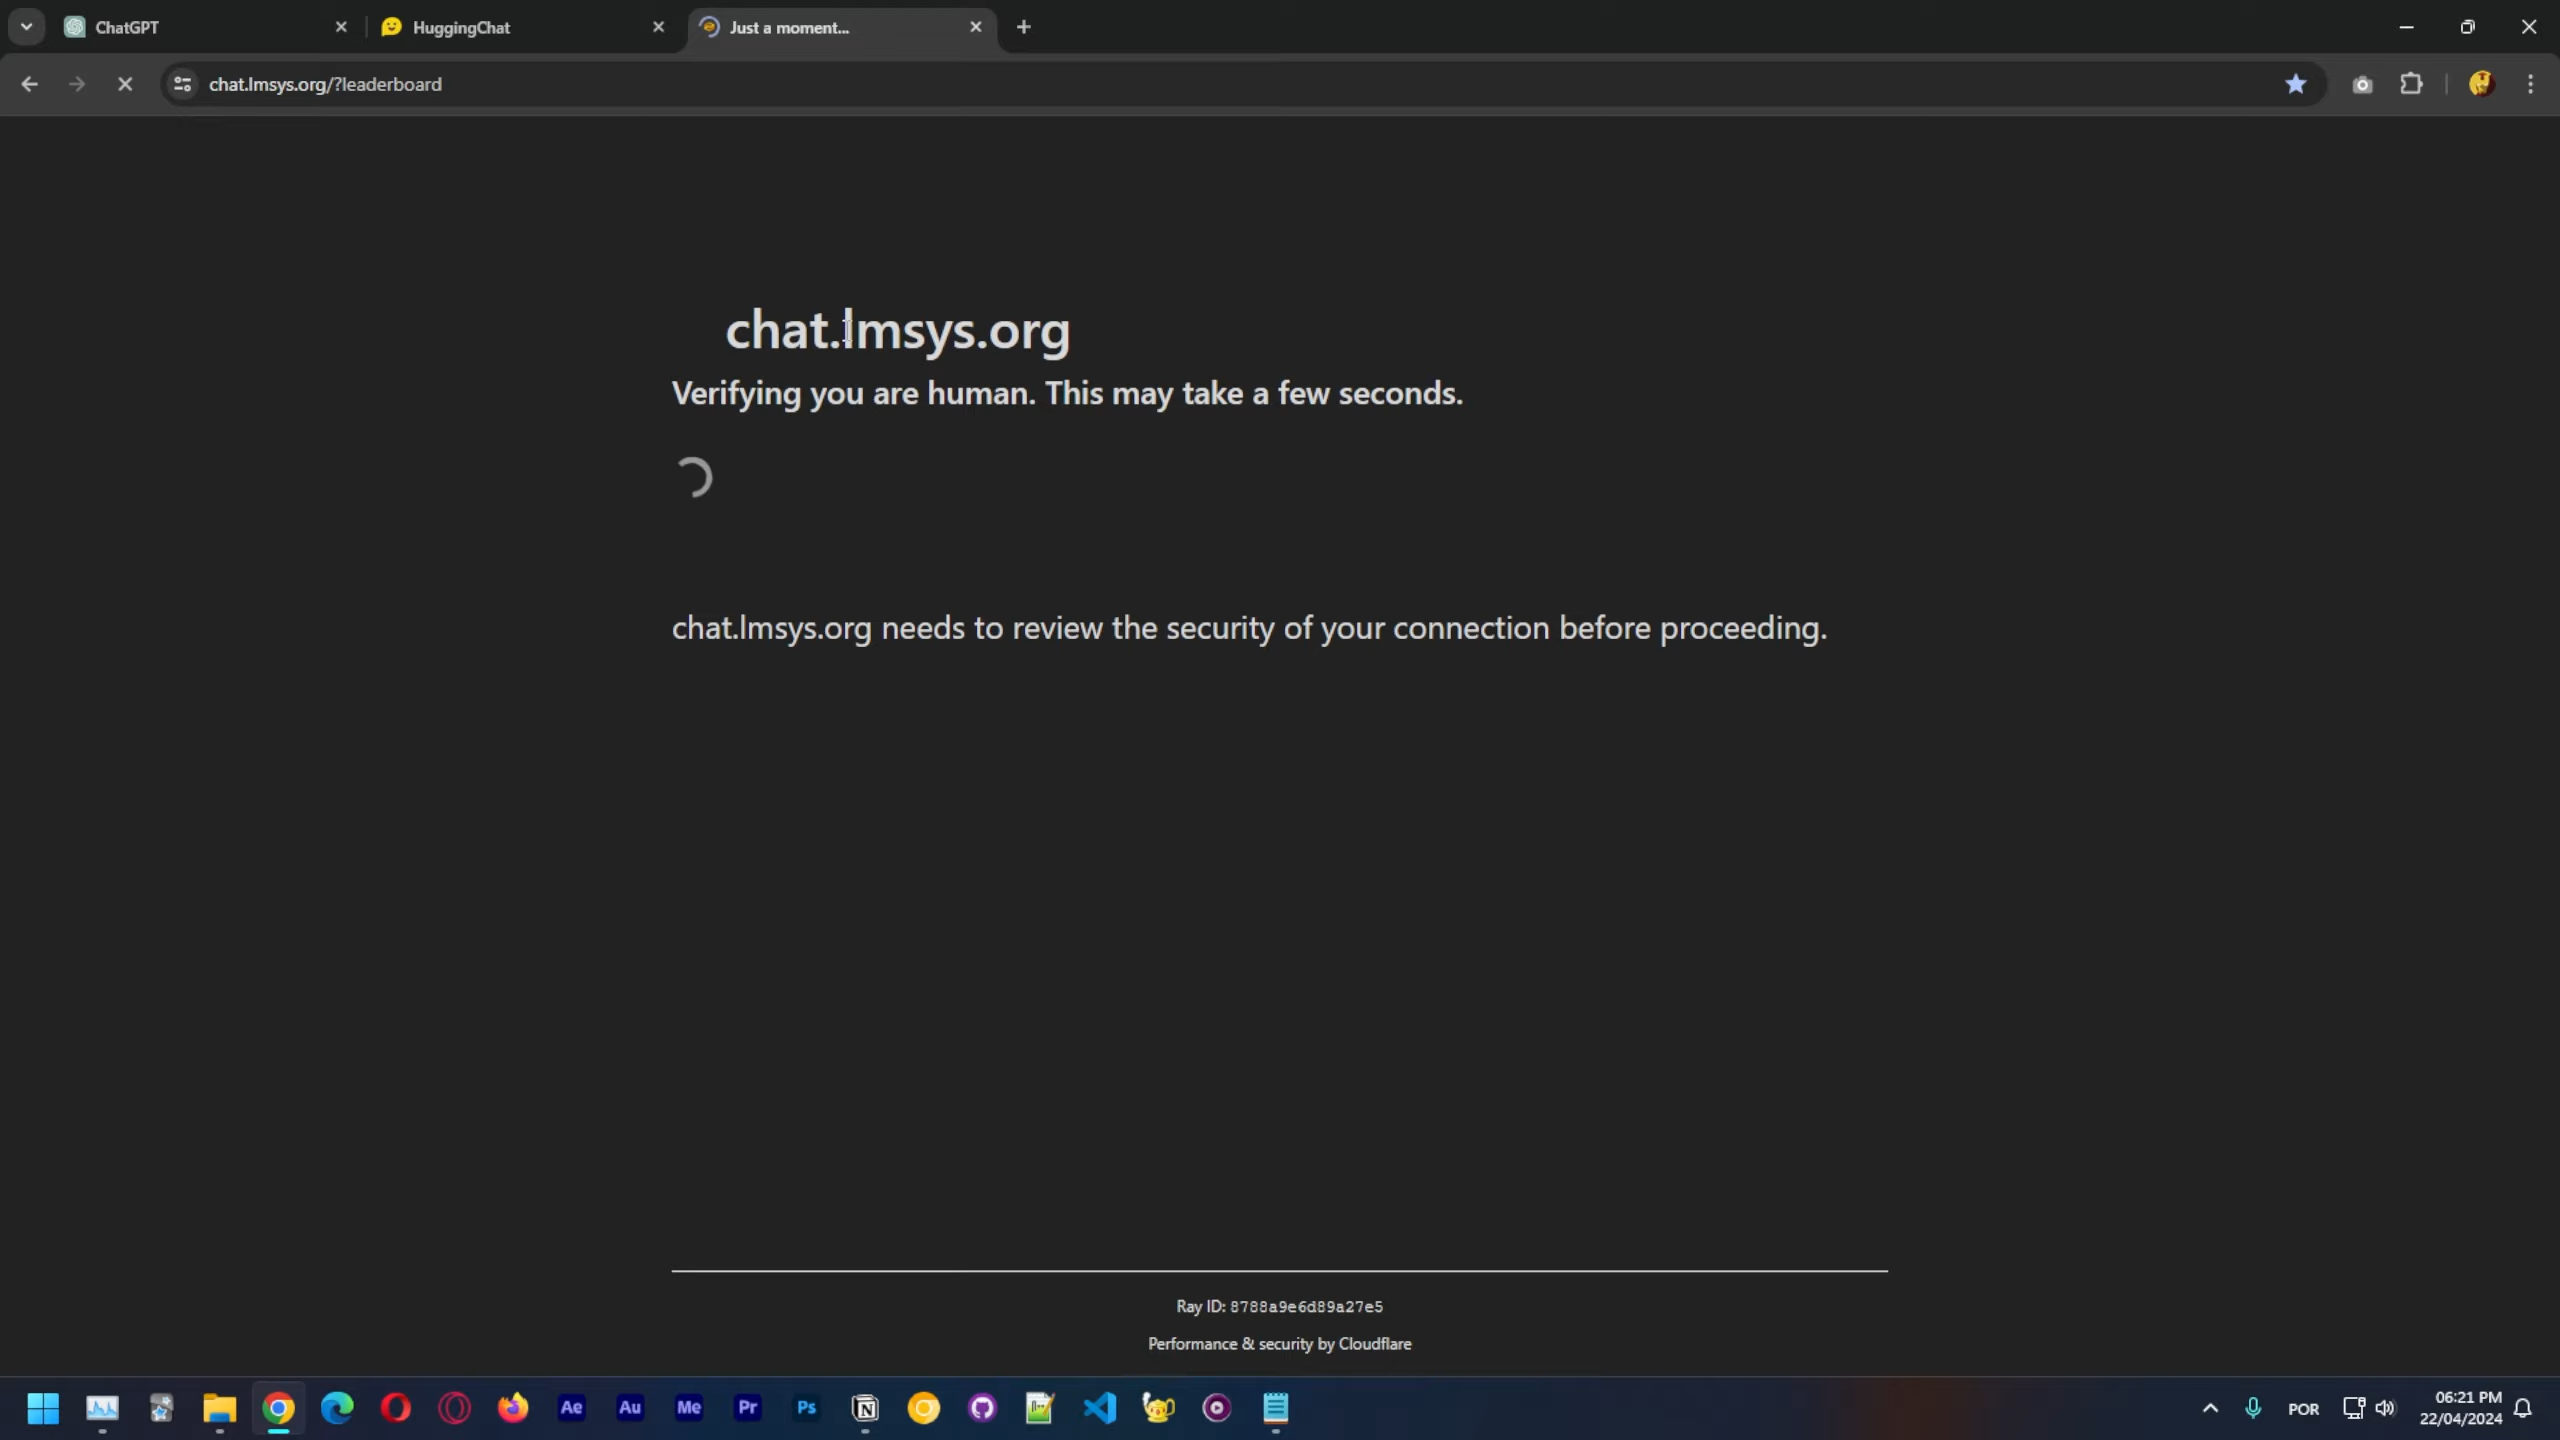 ChatGPT
HuggingChat
Just a moment...
chat.lmsys.org/?leaderboard
chat.lmsys.org
Verifying you are human. This may take a few seconds.
chat.lmsys.org needs to review the security of your connection before proceeding.
Ray ID: 8788a9e6d89a27e5
Performance & security by Cloudflare
Ae
Au
Me
Pr
Ps
N
POR
06:21 PM
22/04/2024